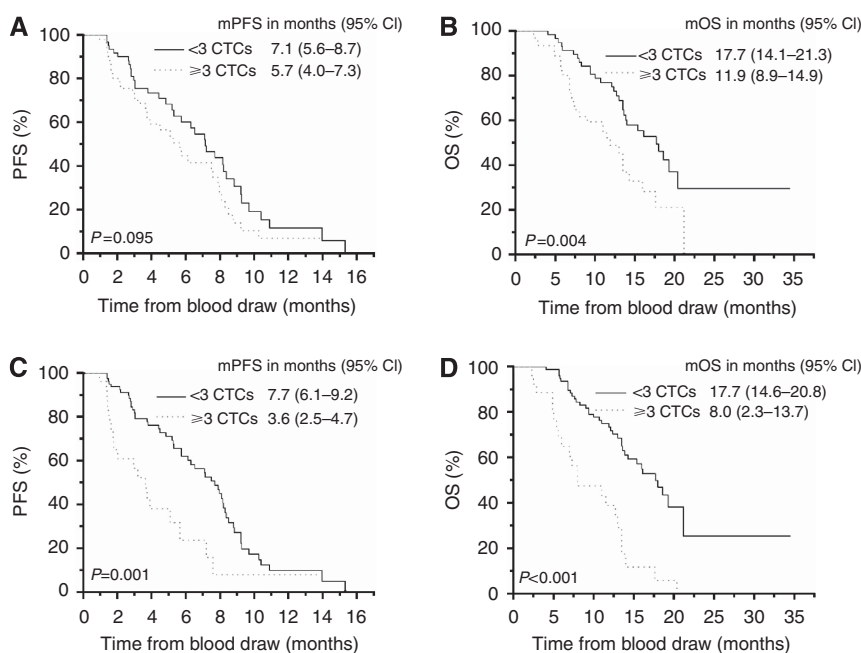 A
mPFS in months (95% CI)
<3 CTCs 7.1 (5.6–8.7)
⩾3 CTCs 5.7 (4.0–7.3)
PFS (%)
100
80
60
40
20
0
P=0.095
0 2 4 6 8 10 12 14 16
Time from blood draw (months)
B
mOS in months (95% CI)
<3 CTCs 17.7 (14.1–21.3)
⩾3 CTCs 11.9 (8.9–14.9)
OS (%)
100
80
60
40
20
0
P=0.004
0 5 10 15 20 25 30 35
Time from blood draw (months)
C
mPFS in months (95% CI)
<3 CTCs 7.7 (6.1–9.2)
⩾3 CTCs 3.6 (2.5–4.7)
PFS (%)
100
80
60
40
20
0
P=0.001
0 2 4 6 8 10 12 14 16
Time from blood draw (months)
D
mOS in months (95% CI)
<3 CTCs 17.7 (14.6–20.8)
⩾3 CTCs 8.0 (2.3–13.7)
OS (%)
100
80
60
40
20
0
P<0.001
0 5 10 15 20 25 30 35
Time from blood draw (months)